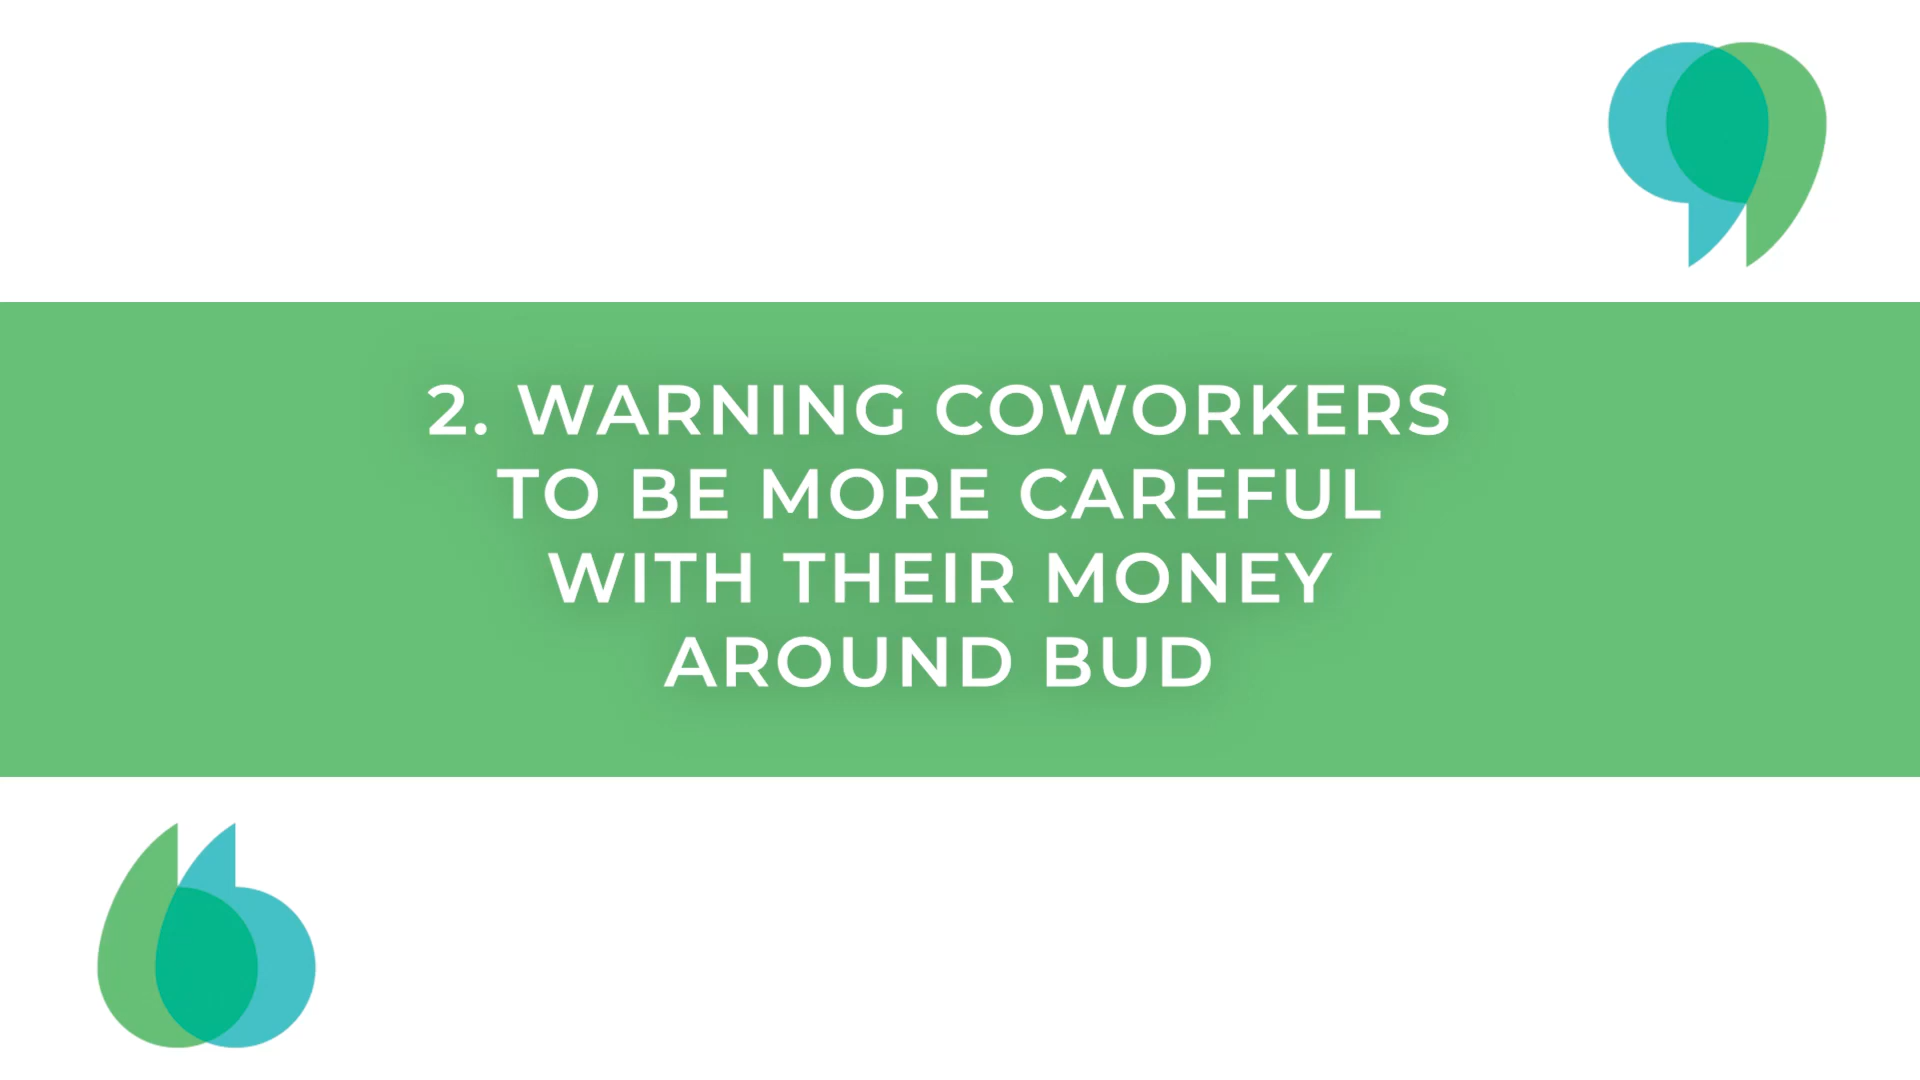 2. WARNING COWORKERS
TO BE MORE CAREFUL
WITH THEIR MONEY
AROUND BUD